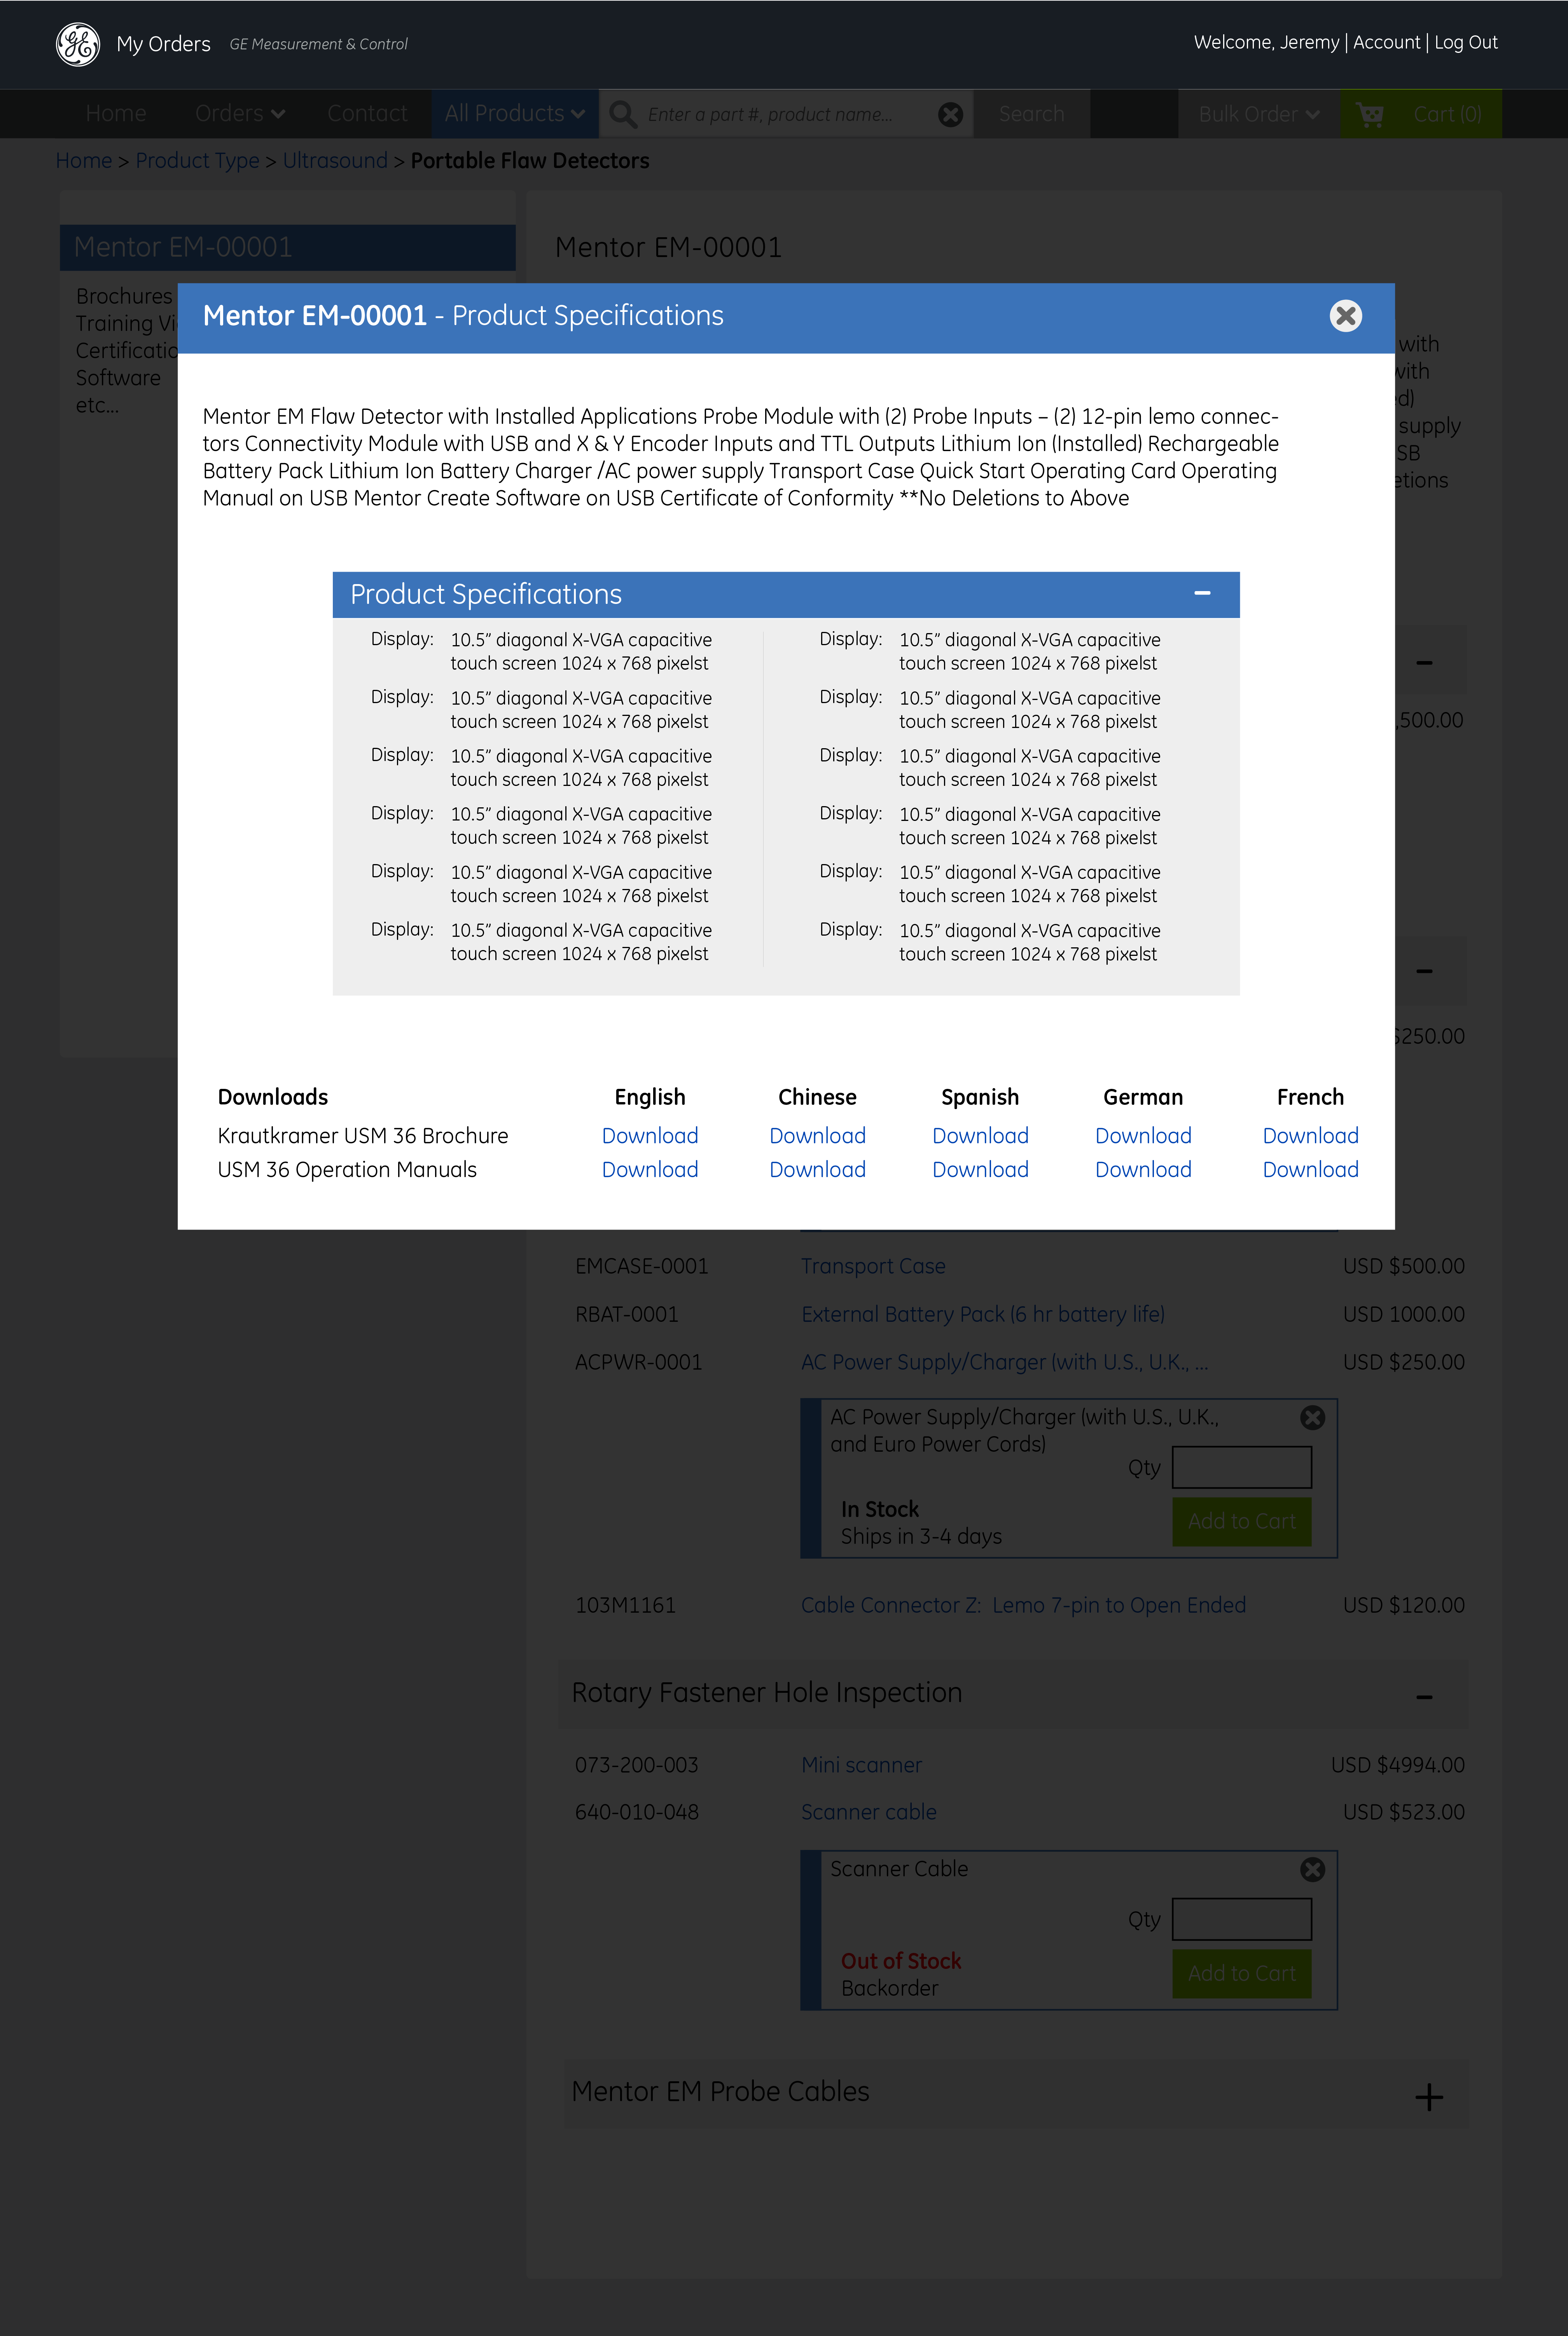 My Orders GE Measurement & Control Welcome, Jeremy | Account | Log Out
Home Orders Contact All Products Enter a part #, product name... Search Bulk Order Cart (0)
Home > Product Type > Ultrasound > Portable Flaw Detectors
Mentor EM-00001
Mentor EM-00001
Brochures
Training
Software
etc...
with
supply
,500.00
$250.00
Mentor EM-00001 - Product Specifications
Mentor EM Flaw Detector with Installed Applications Probe Module with (2) Probe Inputs – (2) 12-pin lemo connec-
tors Connectivity Module with USB and X & Y Encoder Inputs and TTL Outputs Lithium Ion (Installed) Rechargeable
Battery Pack Lithium Ion Battery Charger /AC power supply Transport Case Quick Start Operating Card Operating
Manual on USB Mentor Create Software on USB Certificate of Conformity **No Deletions to Above
Product Specifications
Display: 10.5” diagonal X-VGA capacitive
touch screen 1024 x 768 pixelst
Display: 10.5” diagonal X-VGA capacitive
touch screen 1024 x 768 pixelst
Display: 10.5” diagonal X-VGA capacitive
touch screen 1024 x 768 pixelst
Display: 10.5” diagonal X-VGA capacitive
touch screen 1024 x 768 pixelst
Display: 10.5” diagonal X-VGA capacitive
touch screen 1024 x 768 pixelst
Display: 10.5” diagonal X-VGA capacitive
touch screen 1024 x 768 pixelst
Display: 10.5” diagonal X-VGA capacitive
touch screen 1024 x 768 pixelst
Display: 10.5” diagonal X-VGA capacitive
touch screen 1024 x 768 pixelst
Display: 10.5” diagonal X-VGA capacitive
touch screen 1024 x 768 pixelst
Display: 10.5” diagonal X-VGA capacitive
touch screen 1024 x 768 pixelst
Display: 10.5” diagonal X-VGA capacitive
touch screen 1024 x 768 pixelst
Display: 10.5” diagonal X-VGA capacitive
touch screen 1024 x 768 pixelst
Downloads English Chinese Spanish German French
Krautkramer USM 36 Brochure Download Download Download Download Download
USM 36 Operation Manuals Download Download Download Download Download
EMCASE-0001 Transport Case USD $500.00
RBAT-0001 External Battery Pack (6 hr battery life) USD 1000.00
ACPWR-0001 AC Power Supply/Charger (with U.S., U.K., ... USD $250.00
AC Power Supply/Charger (with U.S., U.K.,
and Euro Power Cords)
Qty
In Stock
Ships in 3-4 days
Add to Cart
103M1161 Cable Connector Z: Lemo 7-pin to Open Ended USD $120.00
Rotary Fastener Hole Inspection
073-200-003 Mini scanner USD $4994.00
640-010-048 Scanner cable USD $523.00
Scanner Cable
Qty
Out of Stock
Backorder
Add to Cart
Mentor EM Probe Cables